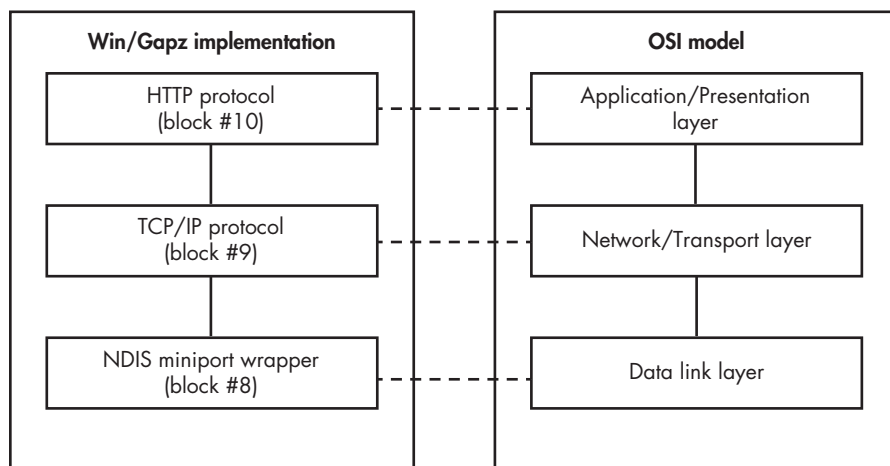 Win/Gapz implementation
HTTP protocol
(block #10)
TCP/IP protocol
(block #9)
NDIS miniport wrapper
(block #8)
OSI model
Application/Presentation
layer
Network/Transport layer
Data link layer